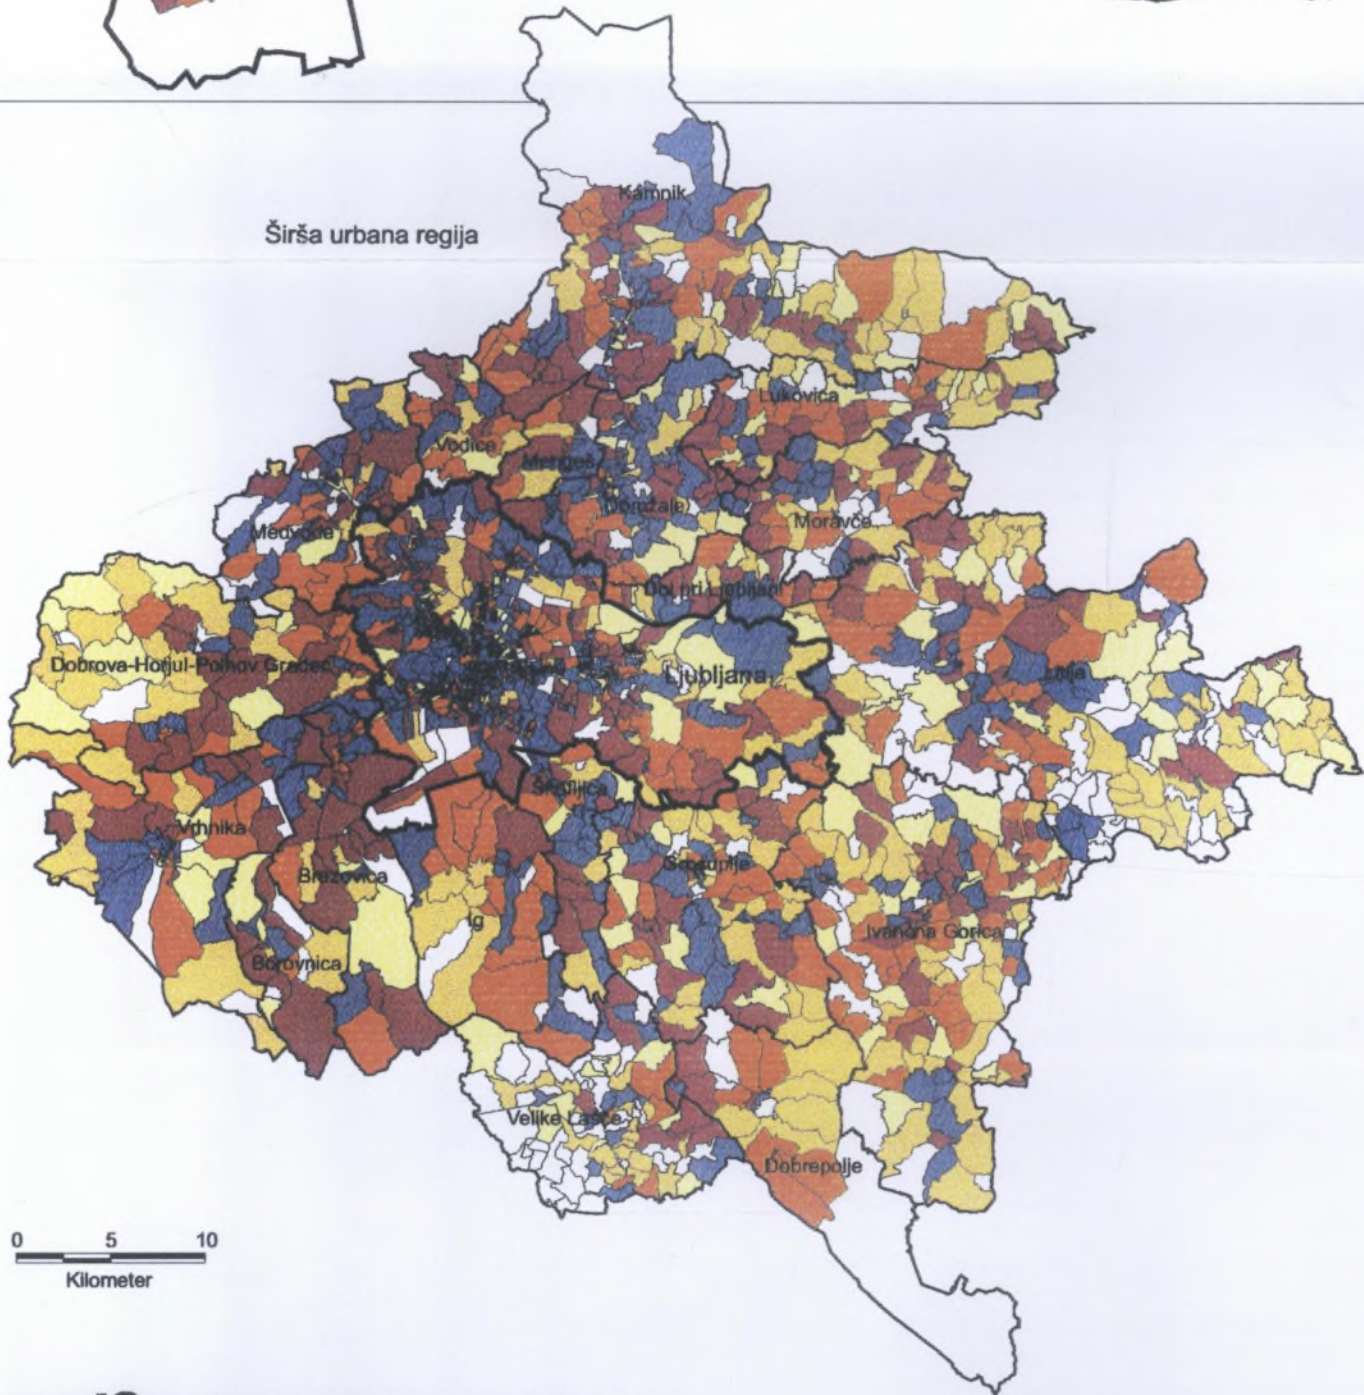 Kamnik
Širša urbana regija
Lukovica
Vodice
Mengeš
Domžale
Moravče
Medvode
Dol pri Ljubljani
Dobrova-Horjul-Polhov Gradec
Ljubljana
Litija
Škofljica
Vrhnika
Grosuplje
Brezovica
Ig
Ivančna Gorica
Borovnica
Velike Lašče
Dobrepolje
0 5 10
Kilometer